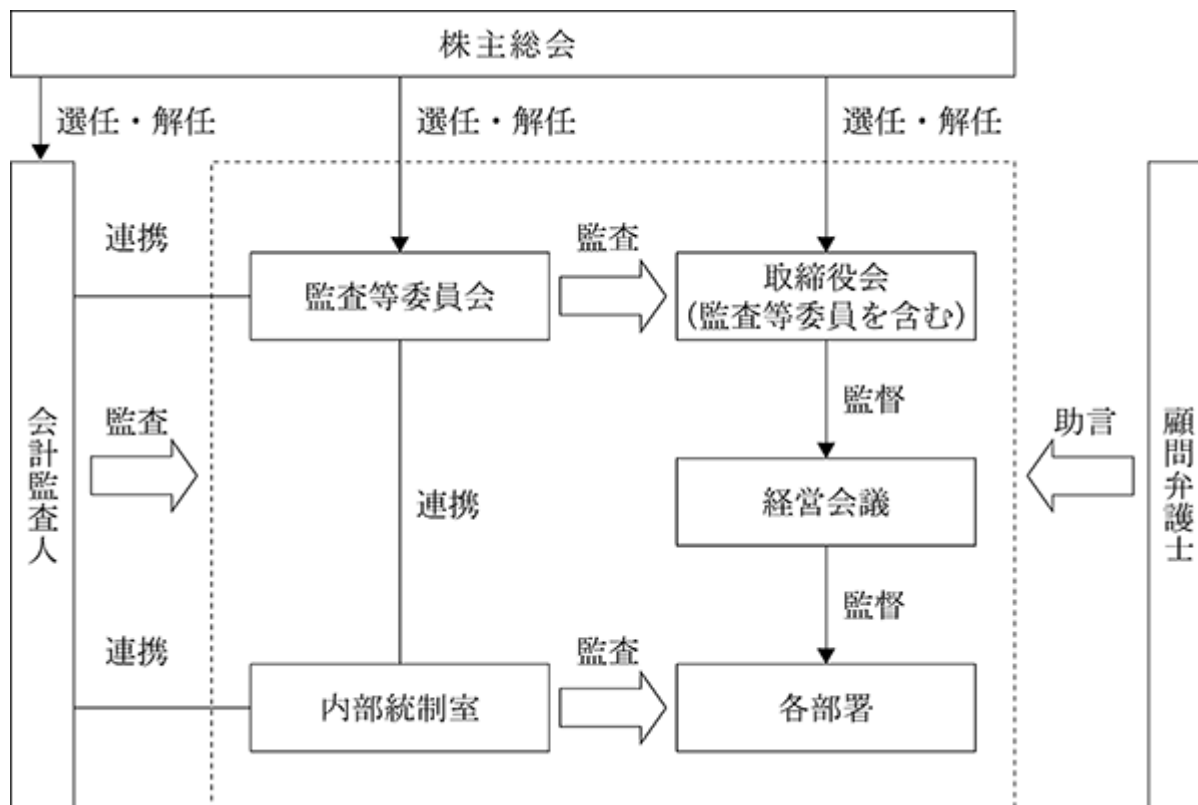 株主総会
選任・解任
選任・解任
選任・解任
連携
監査
監査等委員会
取締役会
(監査等委員を含む)
監督
会計監査人
監査
助言
顧問弁護士
連携
経営会議
監督
連携
監査
内部統制室
各部署